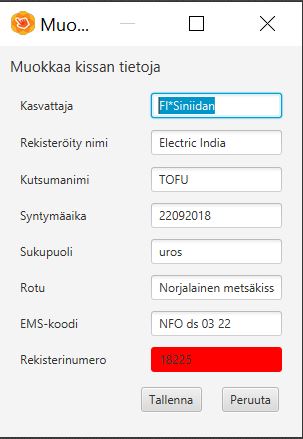 Muo...
Muokkaa kissan tietoja
Kasvattaja FI*Siniidan
Rekisteröity nimi Electric India
Kutsumanimi TOFU
Syntymäaika 22092018
Sukupuoli uros
Rotu Norjalainen metsäkiss
EMS-koodi NFO ds 03 22
Rekisterinumero 18225
Tallenna Peruuta